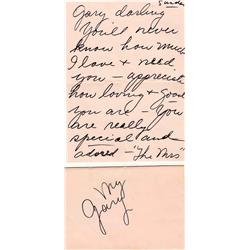 Sunday
Gary darling
You'll never
know how much
I love & need
you — appreciate
how loving & good
you are — You
are really
special and
adored — "The Mrs"
My
Gary